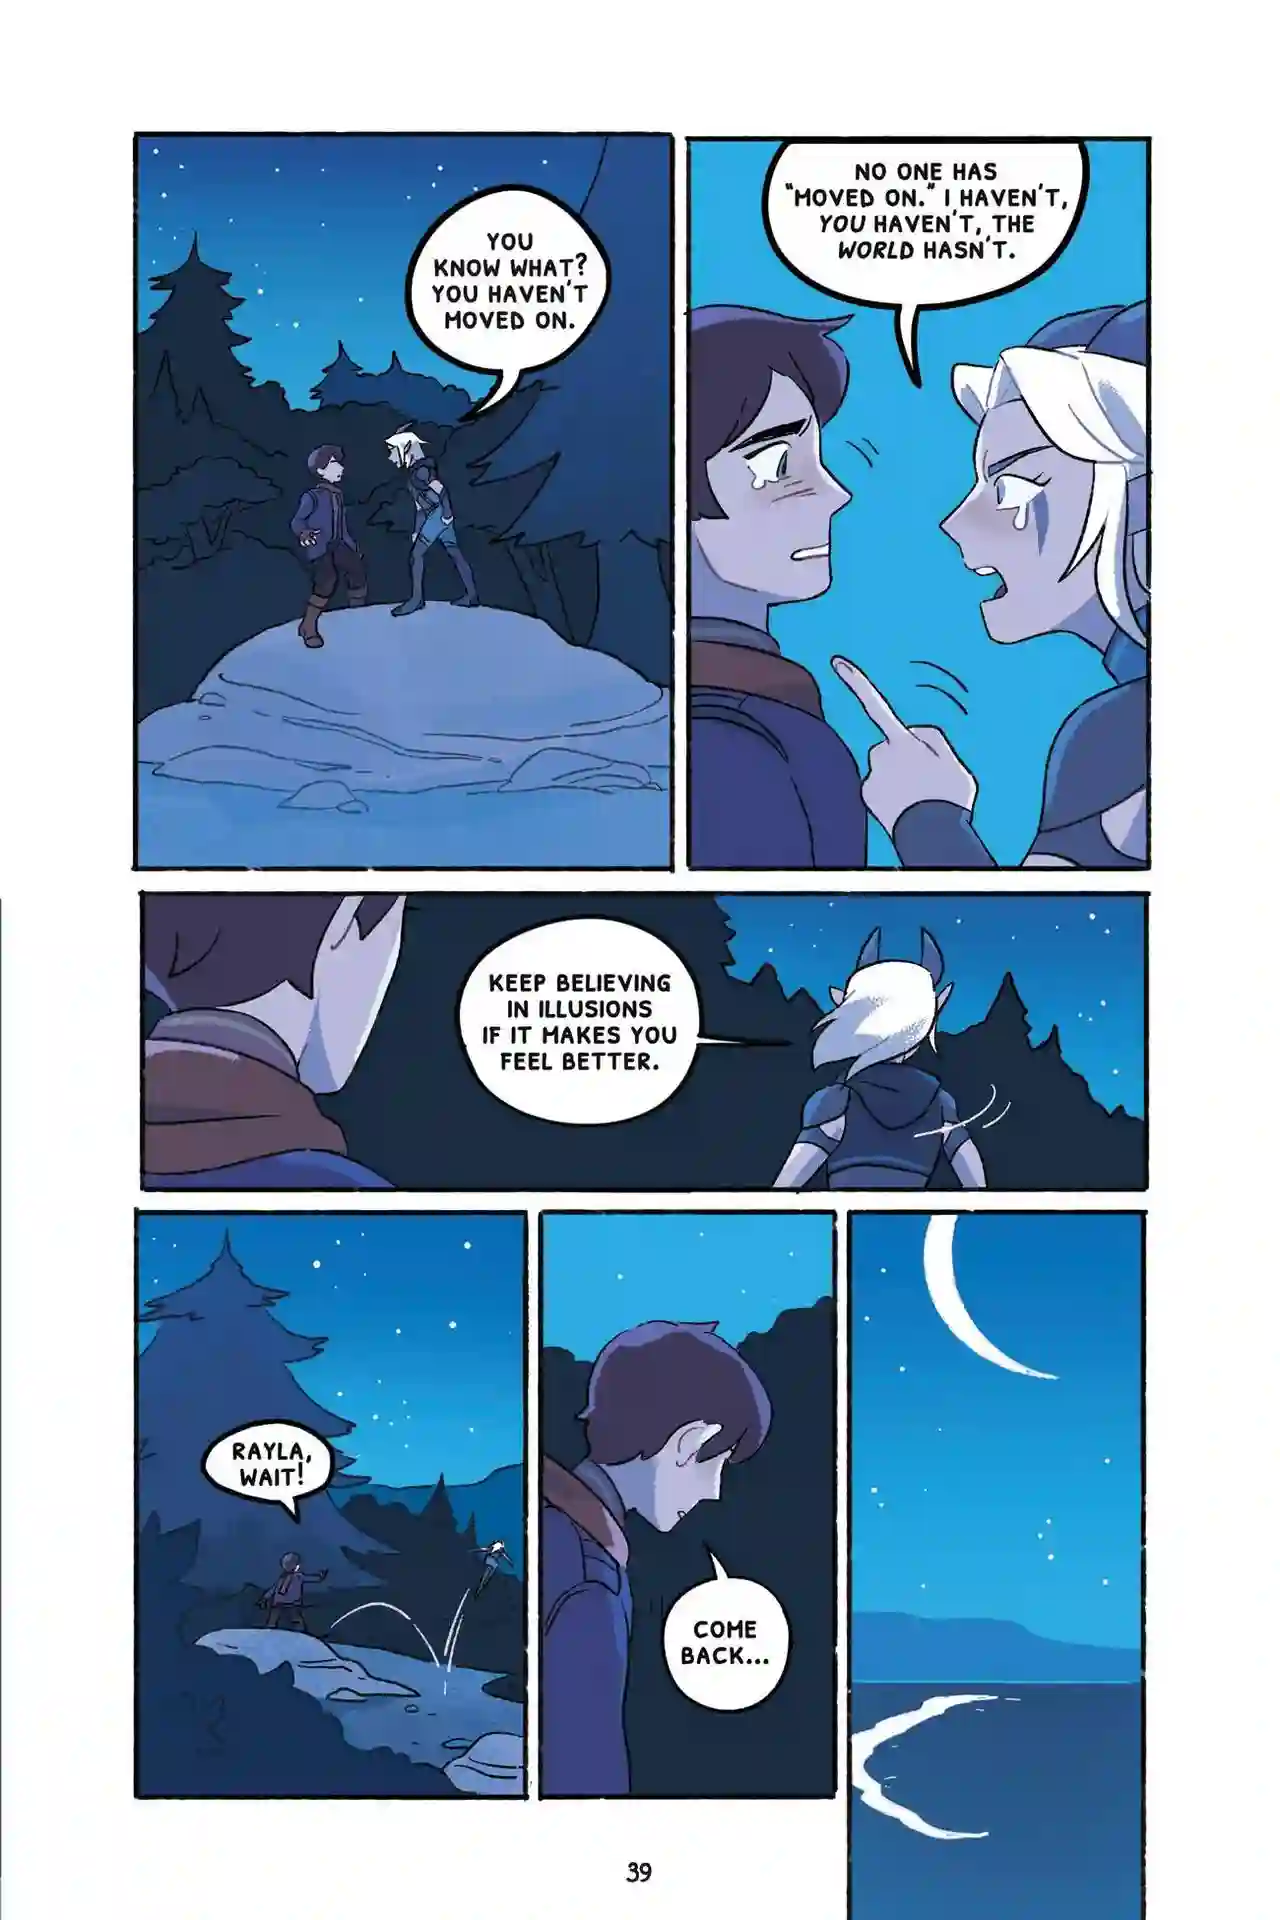 YOU
KNOW WHAT?
YOU HAVEN'T
MOVED ON.
NO ONE HAS
"MOVED ON." I HAVEN'T,
YOU HAVEN'T, THE
WORLD HASN'T.
KEEP BELIEVING
IN ILLUSIONS
IF IT MAKES YOU
FEEL BETTER.
RAYLA,
WAIT!
COME
BACK...
39